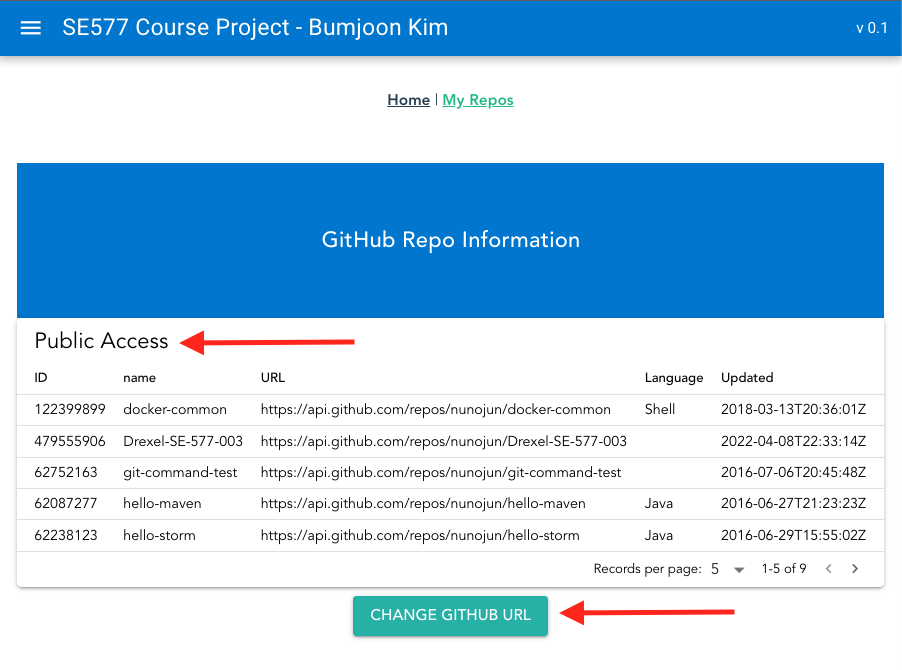 SE577 Course Project - Bumjoon Kim v 0.1
Home | My Repos
GitHub Repo Information
Public Access
ID name URL Language Updated
122399899 docker-common https://api.github.com/repos/nunojun/docker-common Shell 2018-03-13T20:36:01Z
479555906 Drexel-SE-577-003 https://api.github.com/repos/nunojun/Drexel-SE-577-003 2022-04-08T22:33:14Z
62752163 git-command-test https://api.github.com/repos/nunojun/git-command-test 2016-07-06T20:45:48Z
62087277 hello-maven https://api.github.com/repos/nunojun/hello-maven Java 2016-06-27T21:23:23Z
62238123 hello-storm https://api.github.com/repos/nunojun/hello-storm Java 2016-06-29T15:55:02Z
Records per page: 5 1-5 of 9
CHANGE GITHUB URL